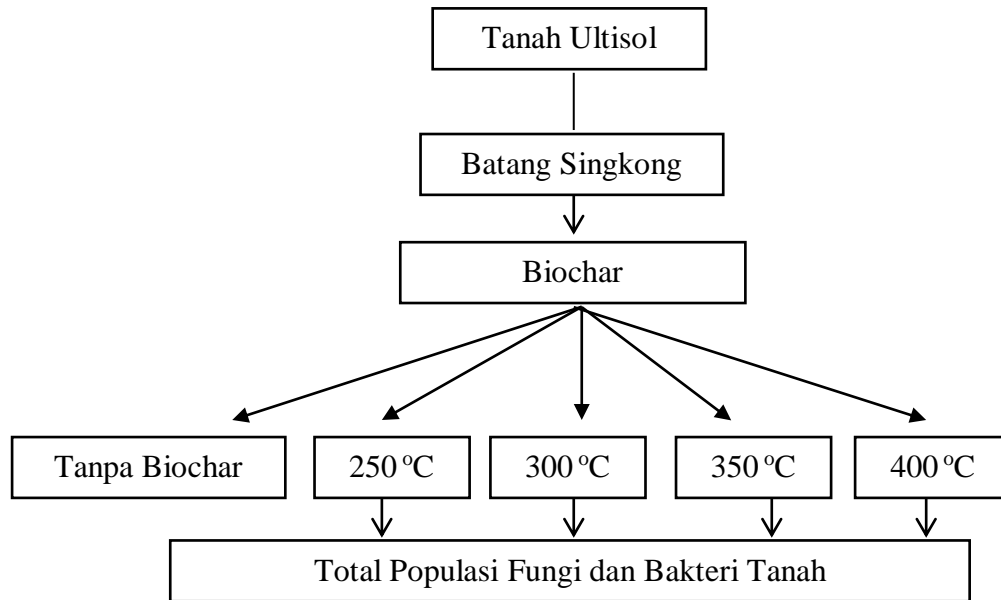 Tanah Ultisol
Batang Singkong
Biochar
Tanpa Biochar
250 ºC
300 ºC
350 ºC
400 ºC
Total Populasi Fungi dan Bakteri Tanah